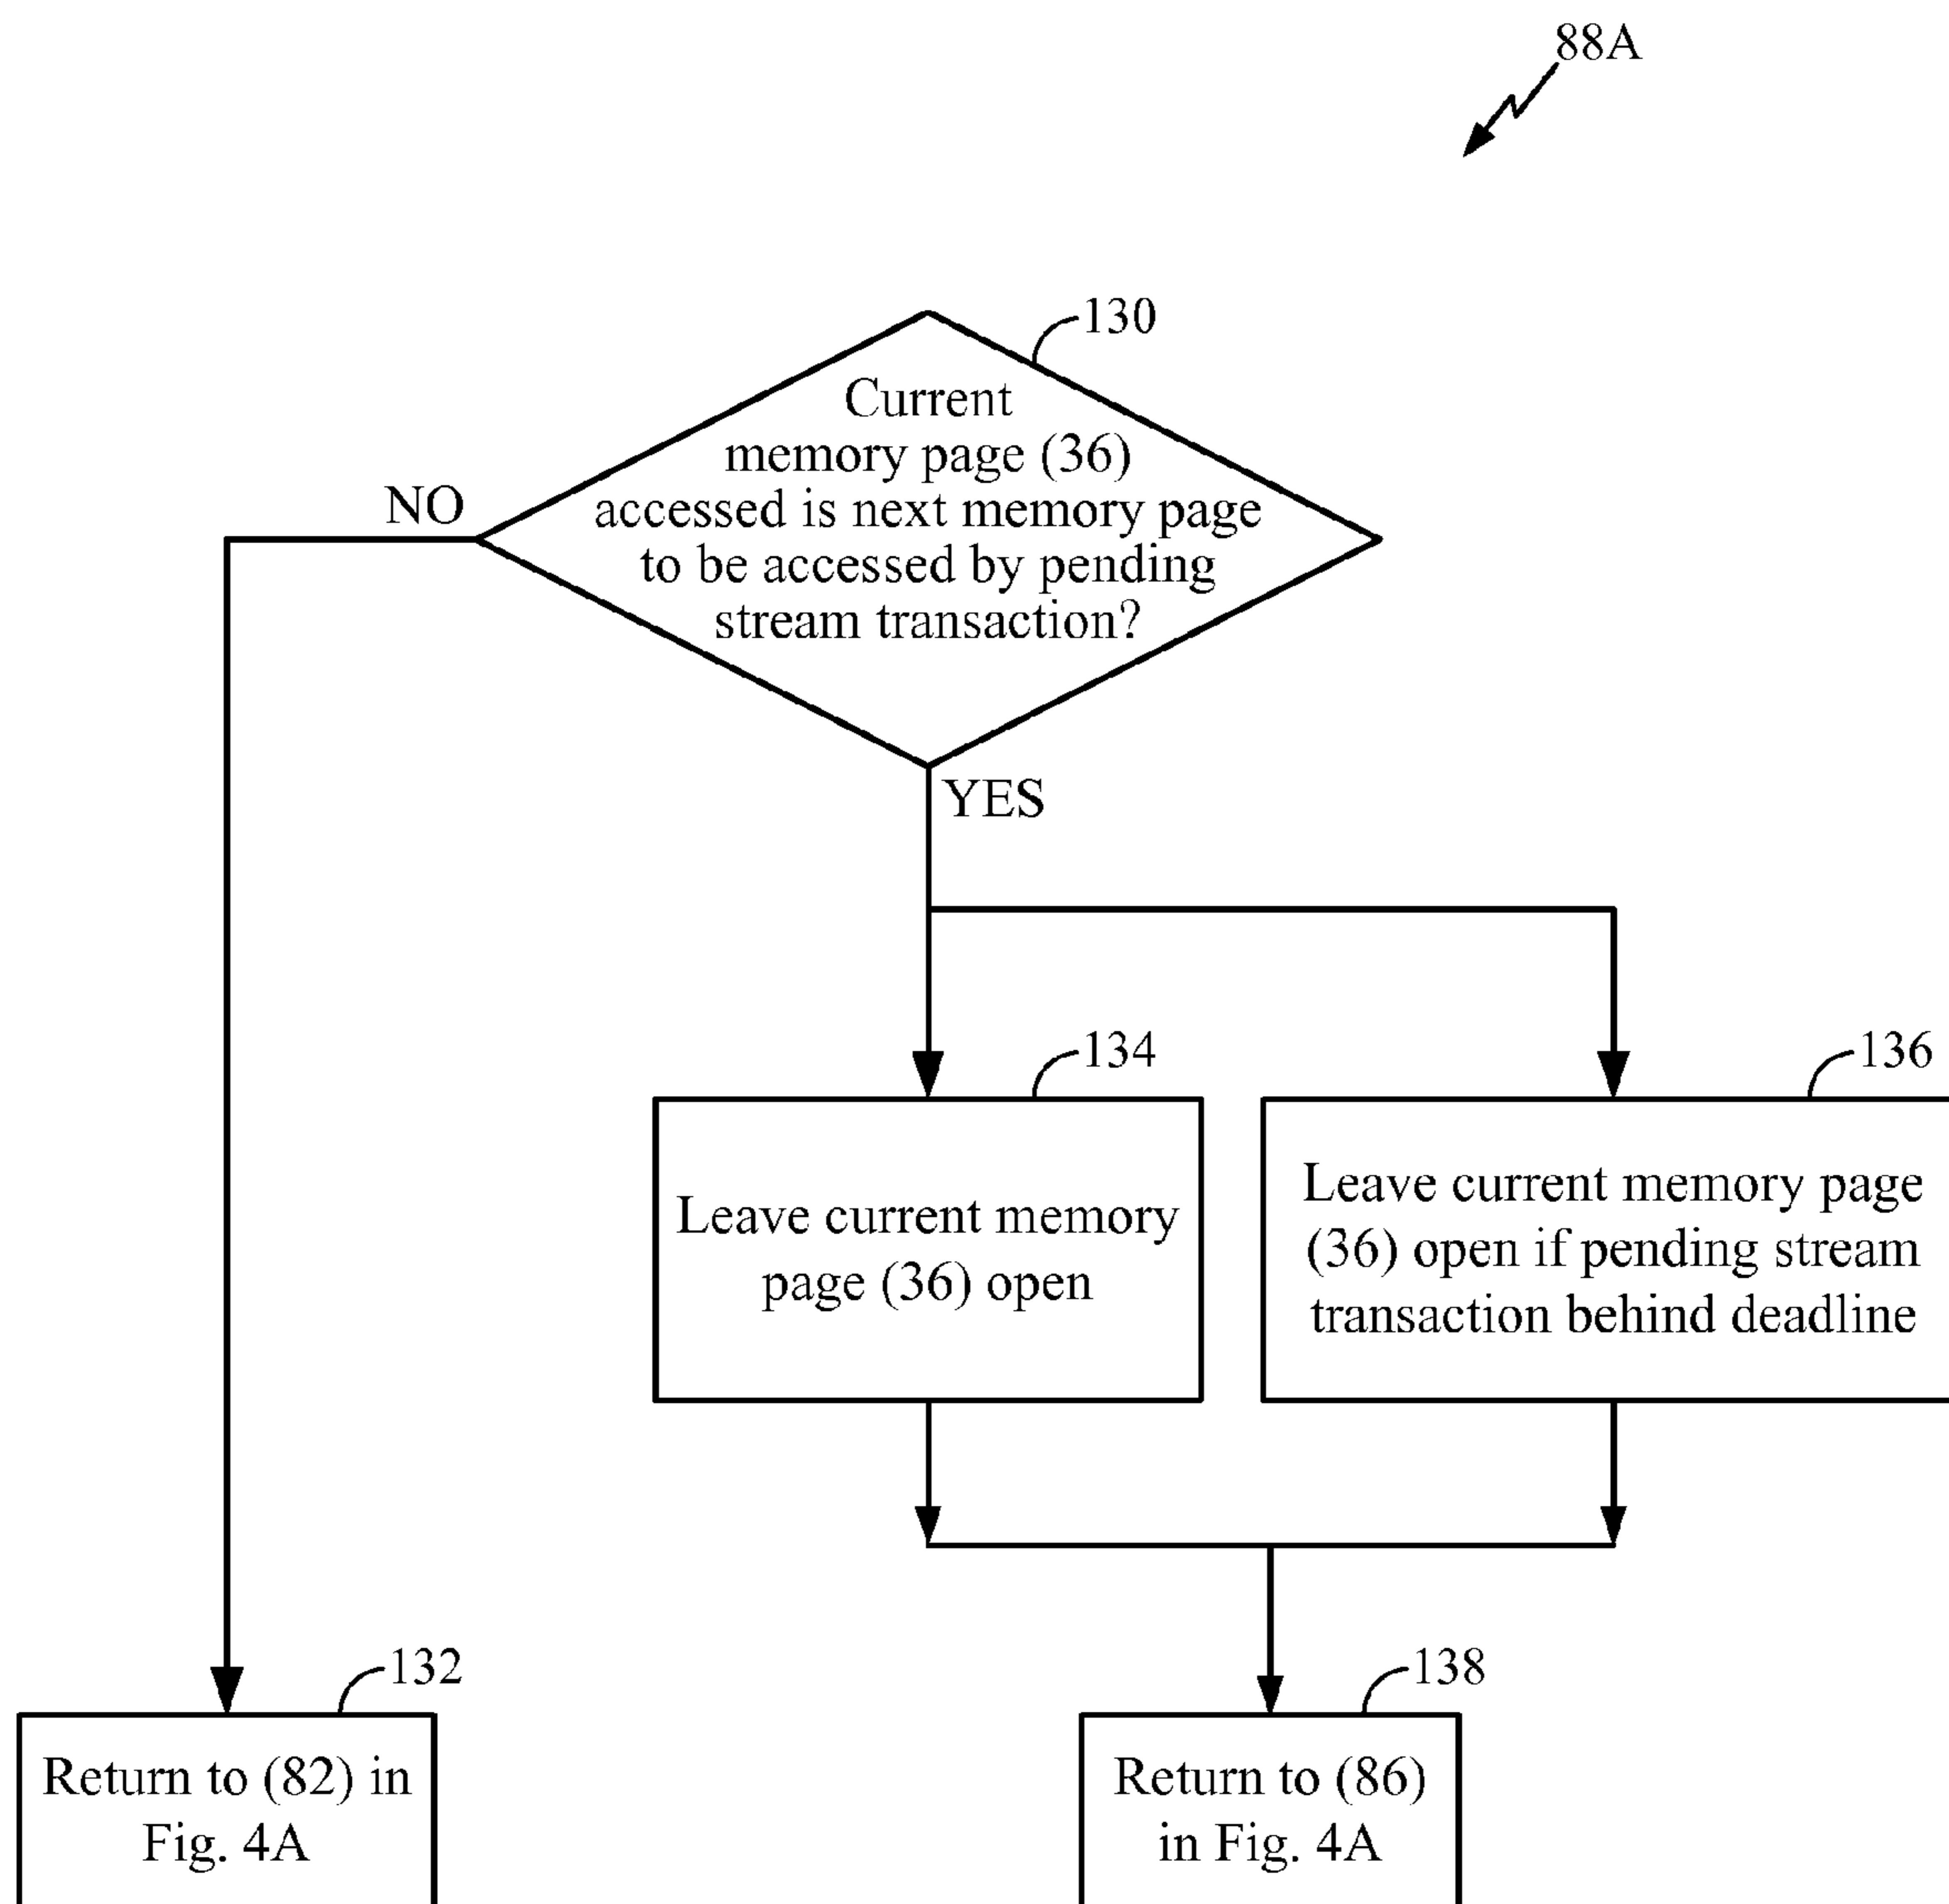 88A
130
Current
memory page (36)
accessed is next memory page
to be accessed by pending
stream transaction?
NO
YES
134
136
Leave current memory
page (36) open
Leave current memory page
(36) open if pending stream
transaction behind deadline
132
138
Return to (82) in
Fig. 4A
Return to (86)
in Fig. 4A